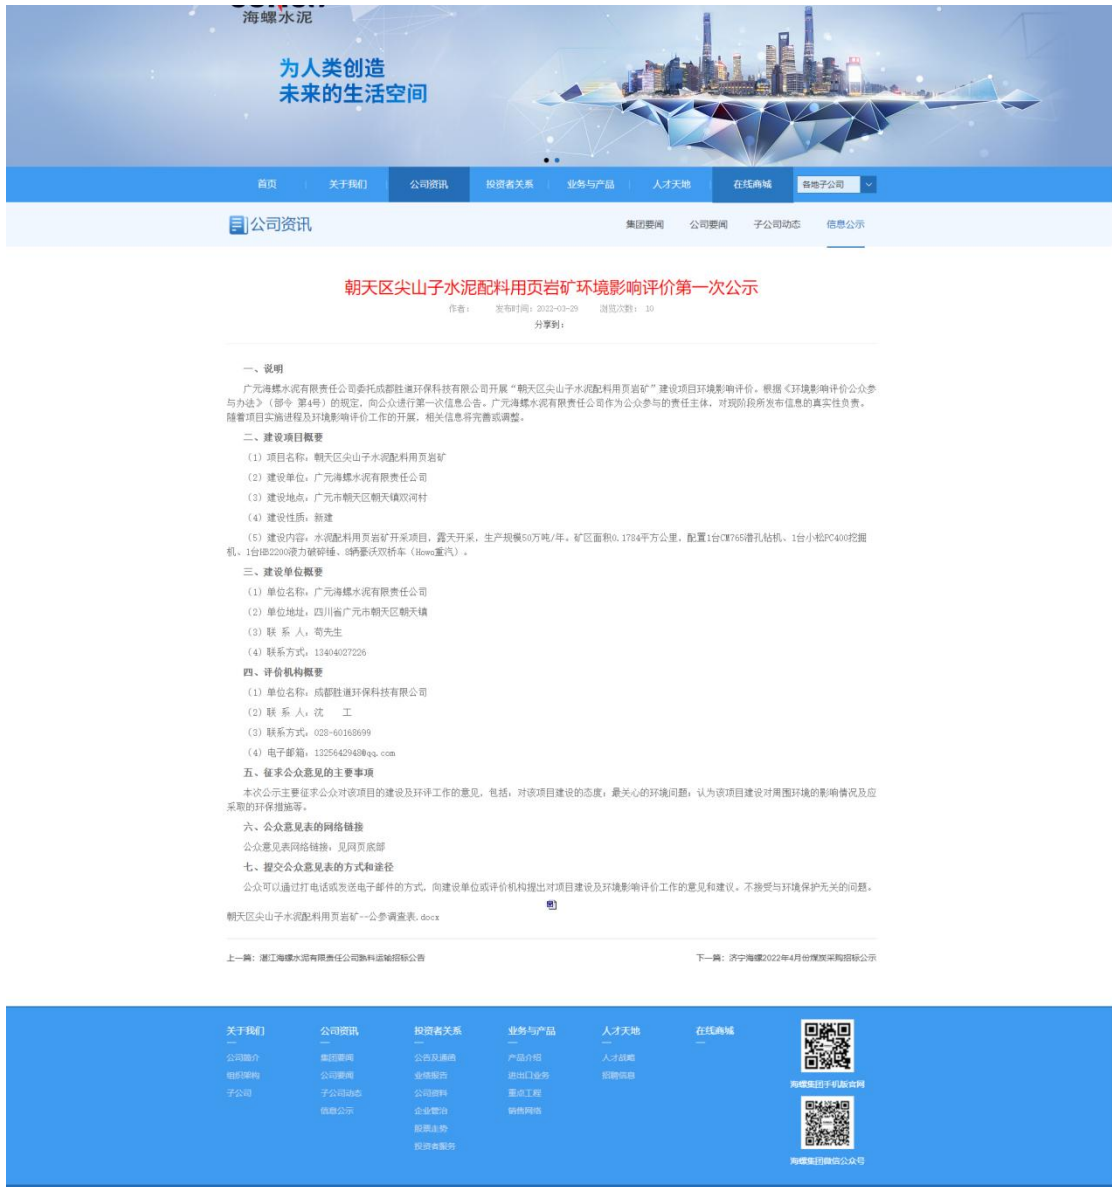 海螺水泥
为人类创造
未来的生活空间
首页 关于我们 公司资讯 投资者关系 业务与产品 人才天地 在线商城 各地子公司
公司资讯 集团要闻 公司要闻 子公司动态 信息公示
朝天区尖山子水泥配料用页岩矿环境影响评价第一次公示
作者： 发布时间：2022-03-29 浏览次数： 10
分享到：
一、说明
广元海螺水泥有限责任公司委托成都胜道环保科技有限公司开展“朝天区尖山子水泥配料用页岩矿”建设项目环境影响评价。根据《环境影响评价公众参
与办法》（部令 第4号）的规定，向公众进行第一次信息公告。广元海螺水泥有限责任公司作为公众参与的责任主体，对现阶段所发布信息的真实性负责。
随着项目实施进程及环境影响评价工作的开展，相关信息将完善或调整。
二、建设项目概要
（1）项目名称：朝天区尖山子水泥配料用页岩矿
（2）建设单位：广元海螺水泥有限责任公司
（3）建设地点：广元市朝天区朝天镇双河村
（4）建设性质：新建
（5）建设内容：水泥配料用页岩矿开采项目，露天开采，生产规模50万吨/年。矿区面积0.1784平方公里，配置1台CM765潜孔钻机、1台小松PC400挖掘
机、1台HB2200液力破碎锤、8辆豪沃双桥车（Howo重汽）。
三、建设单位概要
（1）单位名称：广元海螺水泥有限责任公司
（2）单位地址：四川省广元市朝天区朝天镇
（3）联 系 人：苟先生
（4）联系方式：13404027226
四、评价机构概要
（1）单位名称：成都胜道环保科技有限公司
（2）联 系 人：沈 工
（3）联系方式：028-60168699
（4）电子邮箱：1325642948@qq.com
五、征求公众意见的主要事项
本次公示主要征求公众对该项目的建设及环评工作的意见，包括：对该项目建设的态度；最关心的环境问题；认为该项目建设对周围环境的影响情况及应
采取的环保措施等。
六、公众意见表的网络链接
公众意见表网络链接：见网页底部
七、提交公众意见表的方式和途径
公众可以通过打电话或发送电子邮件的方式，向建设单位或评价机构提出对项目建设及环境影响评价工作的意见和建议。不接受与环境保护无关的问题。
朝天区尖山子水泥配料用页岩矿--公参调查表.docx
上一篇：湛江海螺水泥有限责任公司熟料运输招标公告 下一篇：济宁海螺2022年4月份煤炭采购招标公示
关于我们 公司资讯 投资者关系 业务与产品 人才天地 在线商城
公司简介 集团要闻 公告及通函 产品介绍 人才战略
组织架构 公司要闻 业绩报告 进出口业务 招聘信息
子公司 子公司动态 公司资料 重点工程
信息公示 企业管治 销售网络
股票走势
投资者服务
海螺集团手机版官网
海螺集团微信公众号